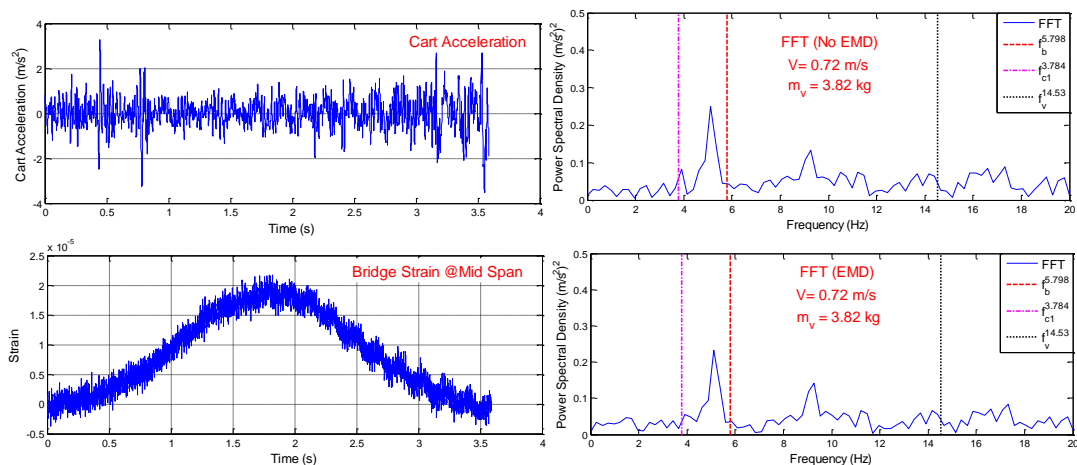 Cart Acceleration
Cart Acceleration (m/s²)
4
2
0
-2
-4
0 0.5 1 1.5 2 2.5 3 3.5 4
Time (s)
FFT (No EMD)
V= 0.72 m/s
m_v = 3.82 kg
FFT
f_b^5.798
f_c1^3.784
f_v^14.53
Power Spectral Density (m/s²)²
0.5
0.4
0.3
0.2
0.1
0
0 2 4 6 8 10 12 14 16 18 20
Frequency (Hz)
x 10^-5
Bridge Strain @Mid Span
Strain
2.5
2
1.5
1
0.5
0
-0.5
0 0.5 1 1.5 2 2.5 3 3.5 4
Time (s)
FFT (EMD)
V= 0.72 m/s
m_v = 3.82 kg
FFT
f_b^5.798
f_c1^3.784
f_v^14.53
Power Spectral Density (m/s²)²
0.5
0.4
0.3
0.2
0.1
0
0 2 4 6 8 10 12 14 16 18 20
Frequency (Hz)